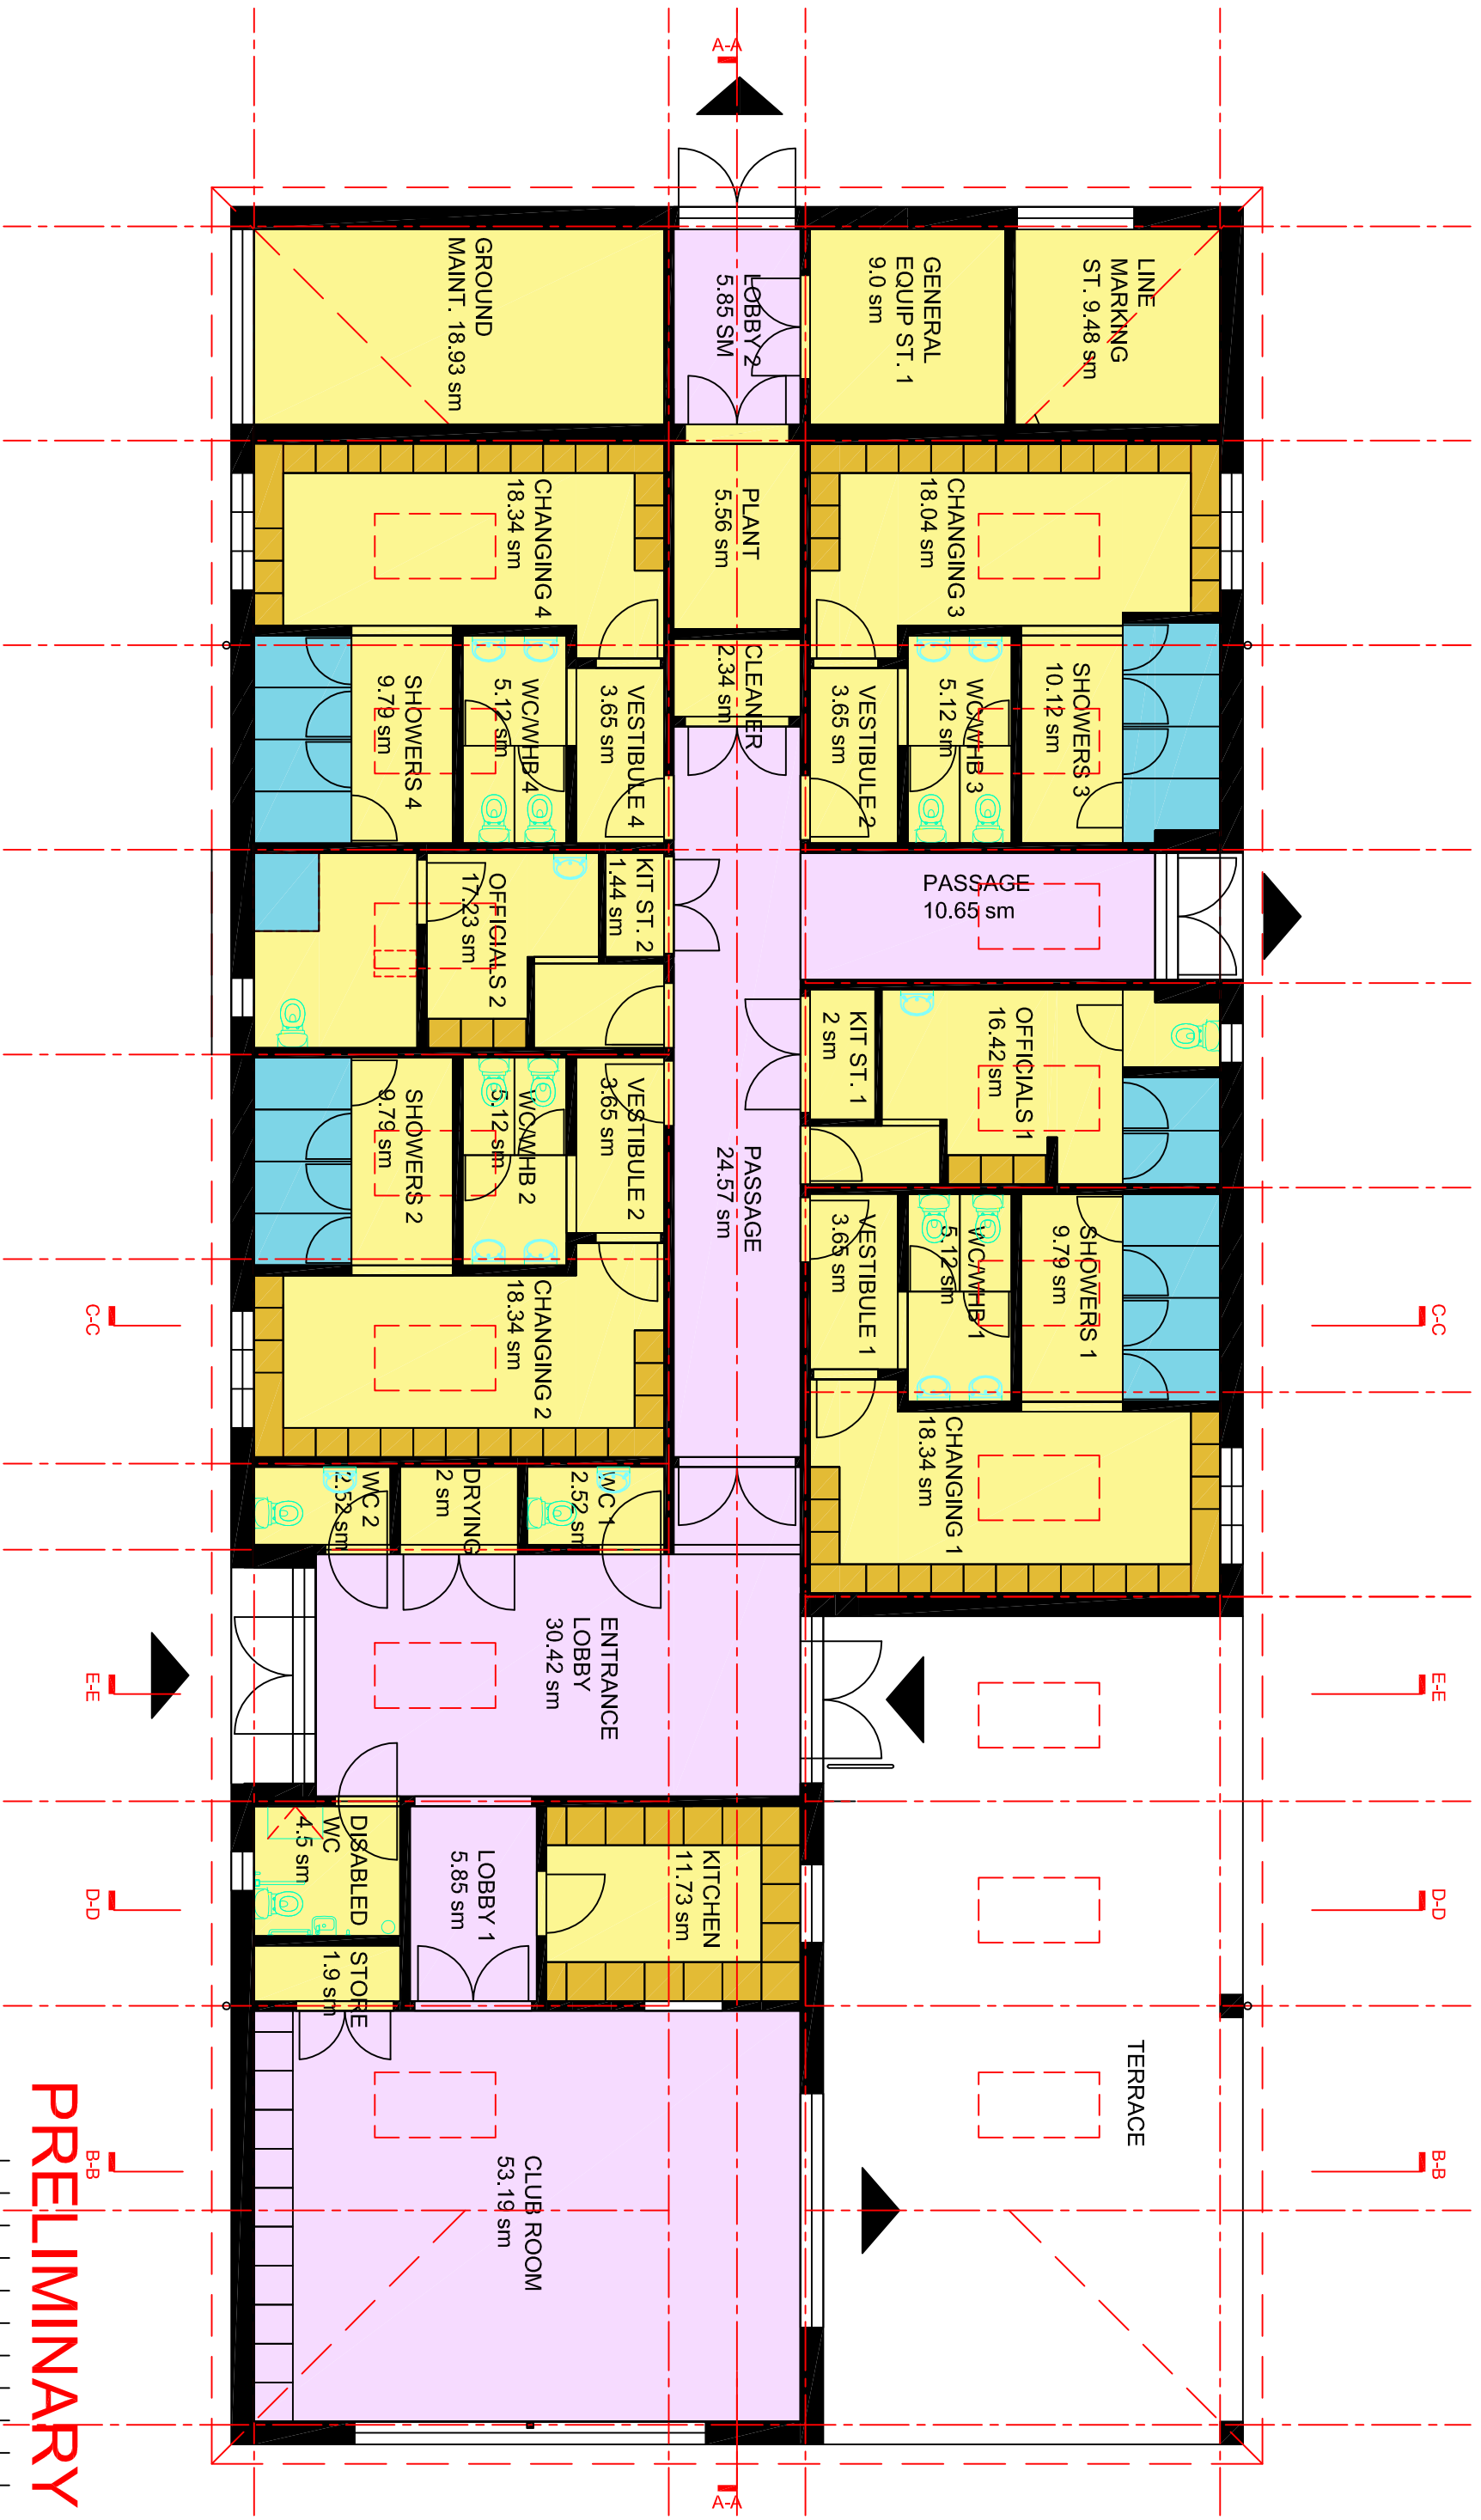 A-A
LINE
MARKING
ST. 9.48 sm
GENERAL
EQUIP ST. 1
9.0 sm
LOBBY 2
5.85 SM
GROUND
MAINT. 18.93 sm
CHANGING 3
18.04 sm
PLANT
5.56 sm
CHANGING 4
18.34 sm
SHOWERS 3
10.12 sm
WC/WHB 3
5.12 sm
VESTIBULE 2
3.65 sm
CLEANER
2.34 sm
VESTIBULE 4
3.65 sm
WC/WHB 4
5.12 sm
SHOWERS 4
9.79 sm
PASSAGE
10.65 sm
KIT ST. 2
1.44 sm
OFFICIALS 2
17.23 sm
OFFICIALS 1
16.42 sm
KIT ST. 1
2 sm
PASSAGE
24.57 sm
VESTIBULE 2
3.65 sm
WC/WHB 2
5.12 sm
SHOWERS 2
9.79 sm
SHOWERS 1
9.79 sm
WC/WHB 1
5.12 sm
VESTIBULE 1
3.65 sm
CHANGING 2
18.34 sm
CHANGING 1
18.34 sm
C-C
C-C
WC 1
2.52 sm
DRYING
2 sm
WC 2
2.52 sm
ENTRANCE
LOBBY
30.42 sm
E-E
E-E
KITCHEN
11.73 sm
LOBBY 1
5.85 sm
DISABLED
WC
4.5 sm
STORE
1.9 sm
D-D
D-D
TERRACE
CLUB ROOM
53.19 sm
B-B
B-B
A-A
PRELIMINARY